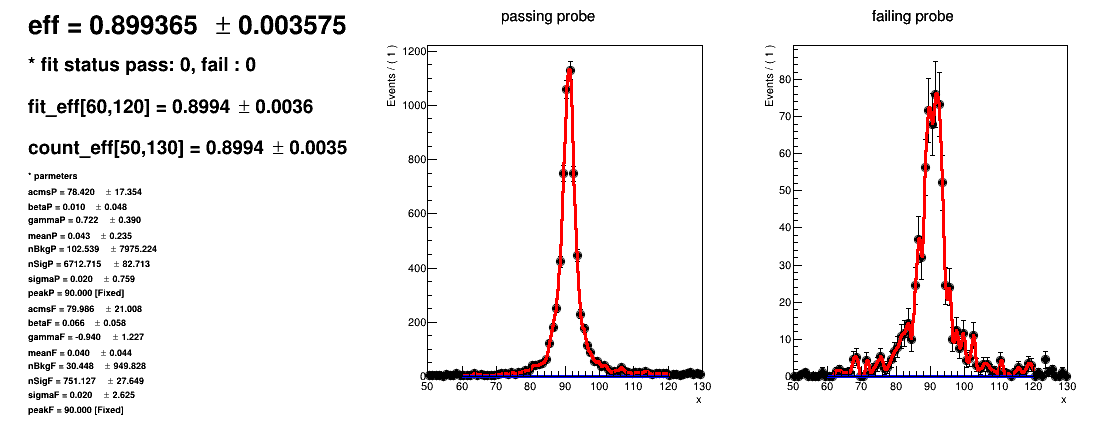 eff = 0.899365 ± 0.003575
* fit status pass: 0, fail : 0
fit_eff[60,120] = 0.8994 ± 0.0036
count_eff[50,130] = 0.8994 ± 0.0035
* parmeters
acmsP = 78.420 ± 17.354
betaP = 0.010 ± 0.048
gammaP = 0.722 ± 0.390
meanP = 0.043 ± 0.235
nBkgP = 102.539 ± 7975.224
nSigP = 6712.715 ± 82.713
sigmaP = 0.020 ± 0.759
peakP = 90.000 [Fixed]
acmsF = 79.986 ± 21.008
betaF = 0.066 ± 0.058
gammaF = -0.940 ± 1.227
meanF = 0.040 ± 0.044
nBkgF = 30.448 ± 949.828
nSigF = 751.127 ± 27.649
sigmaF = 0.020 ± 2.625
peakF = 90.000 [Fixed]
passing probe
Events / ( 1 )
1200
1000
800
600
400
200
0
50 60 70 80 90 100 110 120 130
x
failing probe
Events / ( 1 )
80
70
60
50
40
30
20
10
0
50 60 70 80 90 100 110 120 130
x